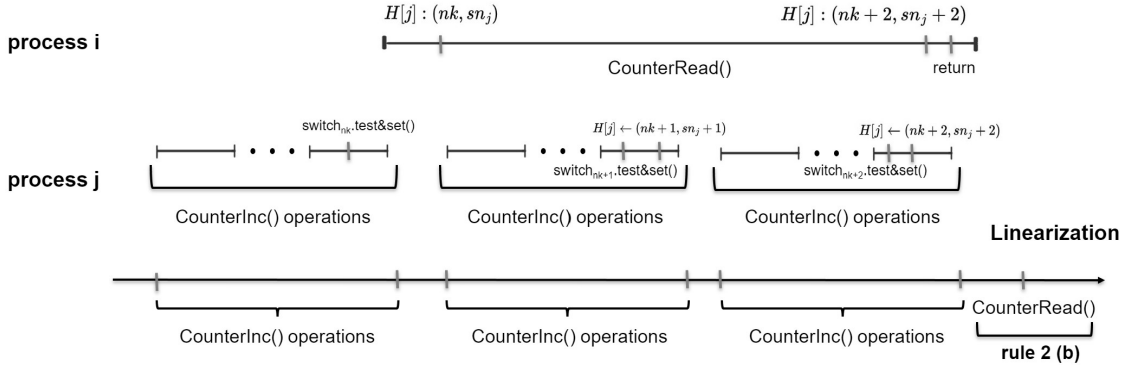 H[j] : (nk, sn_j)
H[j] : (nk + 2, sn_j + 2)
process i
CounterRead()
return
switch_nk.test&set()
H[j] ← (nk + 1, sn_j + 1)
H[j] ← (nk + 2, sn_j + 2)
process j
switch_nk+1.test&set()
switch_nk+2.test&set()
CounterInc() operations
CounterInc() operations
CounterInc() operations
Linearization
CounterRead()
CounterInc() operations
CounterInc() operations
CounterInc() operations
rule 2 (b)